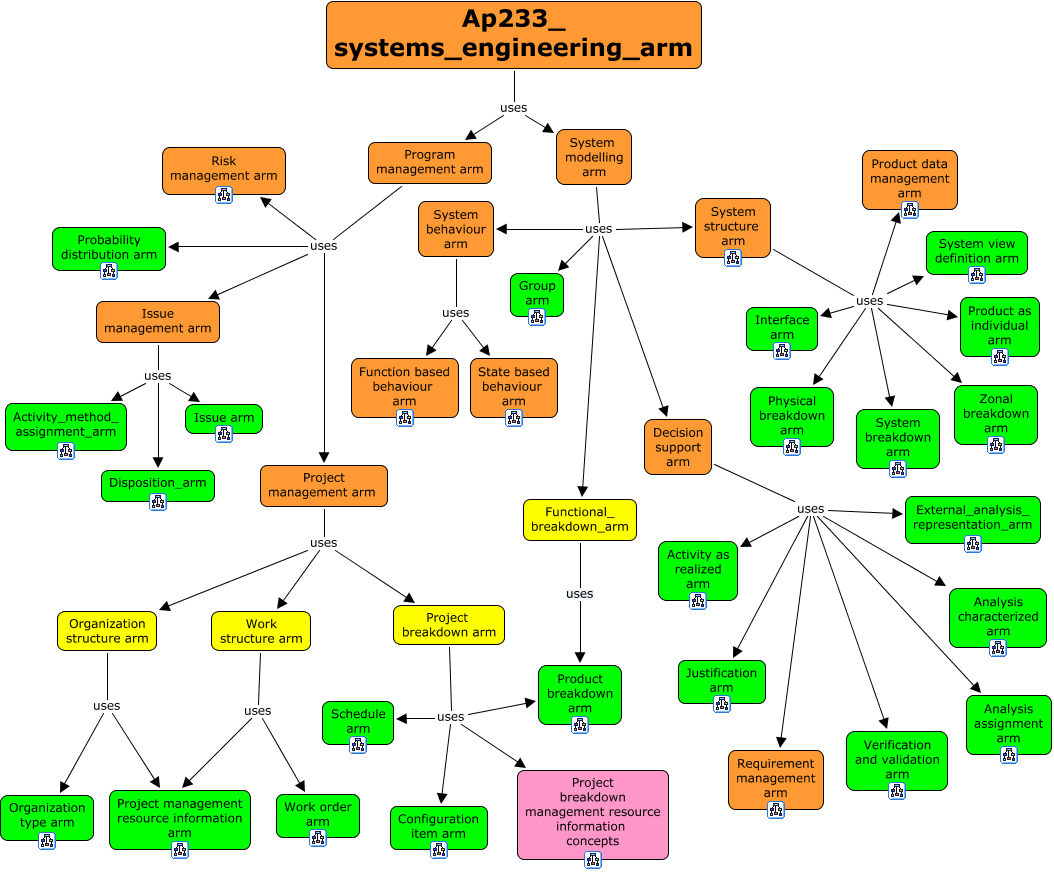 Ap233_
systems_engineering_arm
uses
Program
management arm
System
modelling
arm
Risk
management arm
Probability
distribution arm
uses
Issue
management arm
uses
Activity_method_
assignment_arm
Issue arm
Disposition_arm
Project
management arm
uses
Organization
structure arm
Work
structure arm
Project
breakdown arm
uses
uses
uses
Organization
type arm
Project management
resource information
arm
Work order
arm
Schedule
arm
Configuration
item arm
Project
breakdown
management resource
information
concepts
System
behaviour
arm
uses
System
structure
arm
Group
arm
uses
Function based
behaviour
arm
State based
behaviour
arm
Functional_
breakdown_arm
uses
Product
breakdown
arm
Decision
support
arm
Product data
management
arm
System view
definition arm
uses
Interface
arm
Product as
individual
arm
Physical
breakdown
arm
System
breakdown
arm
Zonal
breakdown
arm
uses
External_analysis_
representation_arm
Activity as
realized
arm
Analysis
characterized
arm
Justification
arm
Analysis
assignment
arm
Requirement
management
arm
Verification
and validation
arm